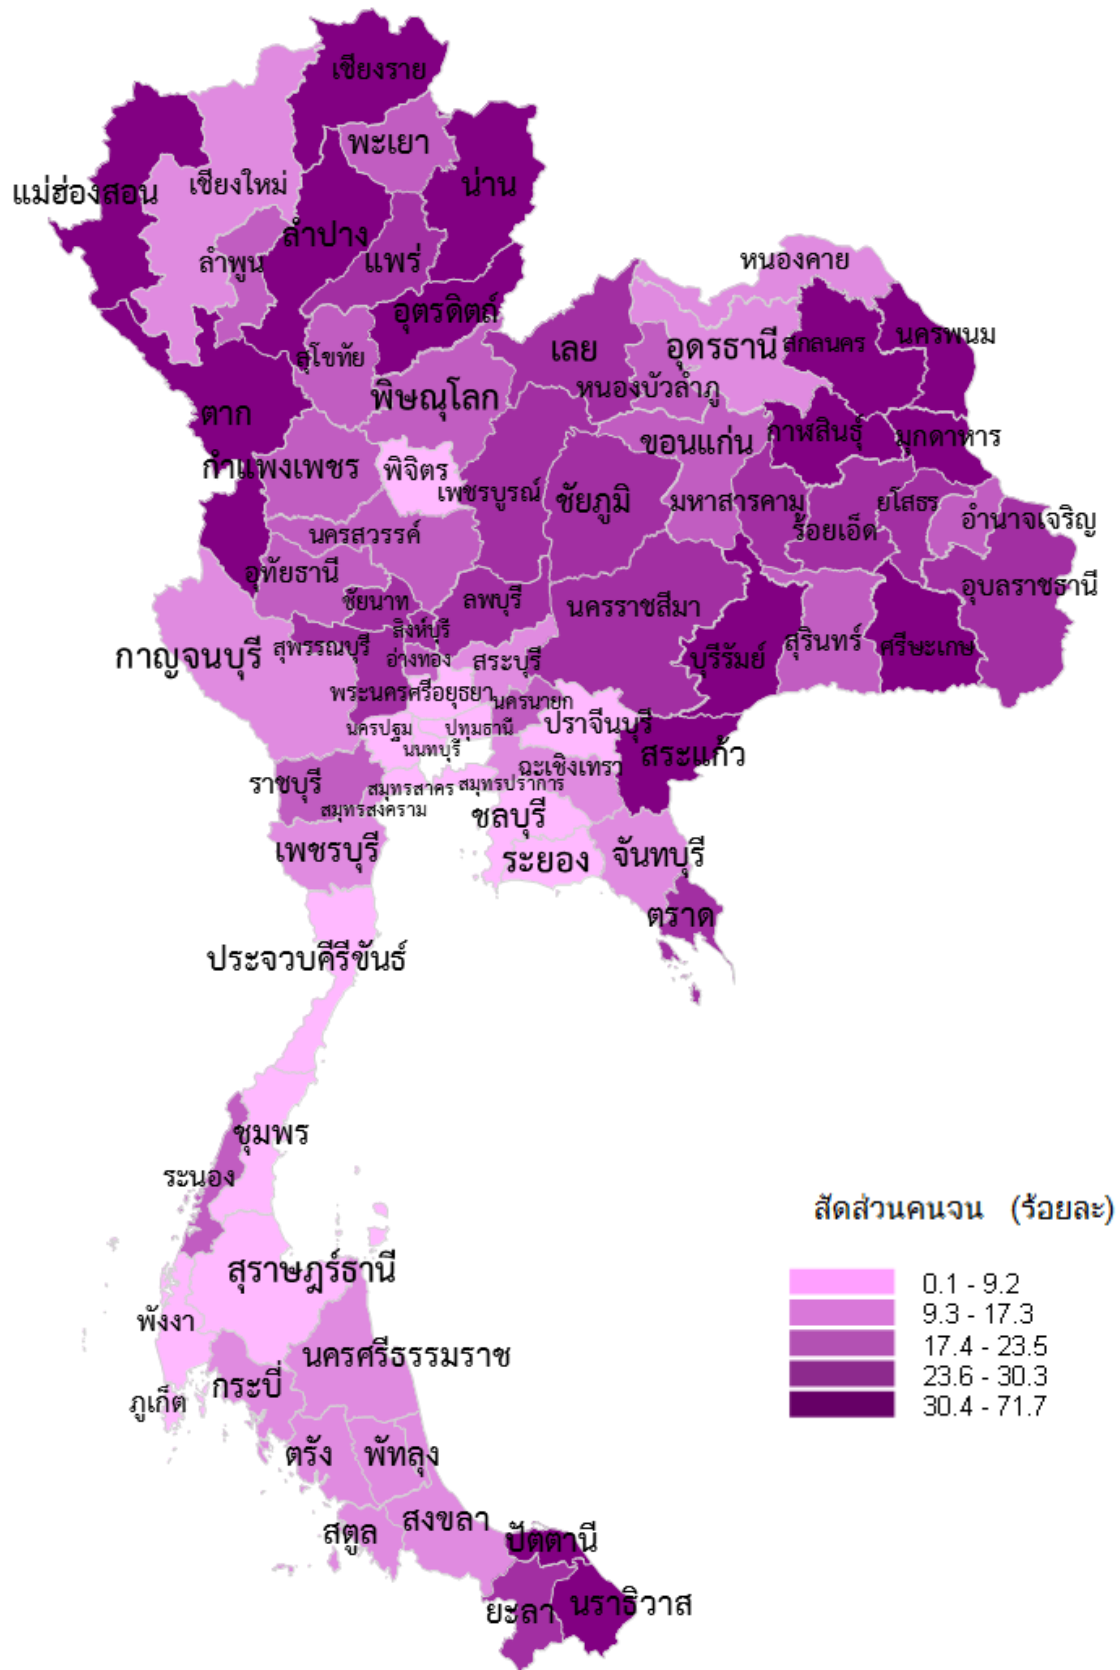 เชียงราย
พะเยา
น่าน
แม่ฮ่องสอน
เชียงใหม่
ลำปาง
ลำพูน
แพร่
หนองคาย
อุตรดิตถ์
นครพนม
สกลนคร
อุดรธานี
เลย
สุโขทัย
หนองบัวลำภู
พิษณุโลก
ตาก
กาฬสินธุ์
มุกดาหาร
ขอนแก่น
กำแพงเพชร
พิจิตร
เพชรบูรณ์
ชัยภูมิ
มหาสารคาม
ยโสธร
อำนาจเจริญ
ร้อยเอ็ด
นครสวรรค์
อุทัยธานี
อุบลราชธานี
ชัยนาท
ลพบุรี
นครราชสีมา
สิงห์บุรี
สุรินทร์
ศรีสะเกษ
สุพรรณบุรี
กาญจนบุรี
อ่างทอง
สระบุรี
บุรีรัมย์
พระนครศรีอยุธยา
นครนายก
นครปฐม
ปทุมธานี
ปราจีนบุรี
นนทบุรี
สระแก้ว
ฉะเชิงเทรา
ราชบุรี
สมุทรสาคร
สมุทรปราการ
สมุทรสงคราม
ชลบุรี
เพชรบุรี
ระยอง
จันทบุรี
ตราด
ประจวบคีรีขันธ์
ชุมพร
ระนอง
สุราษฎร์ธานี
พังงา
นครศรีธรรมราช
กระบี่
ภูเก็ต
ตรัง
พัทลุง
สงขลา
สตูล
ปัตตานี
ยะลา
นราธิวาส
สัดส่วนคนจน (ร้อยละ)
0.1 - 9.2
9.3 - 17.3
17.4 - 23.5
23.6 - 30.3
30.4 - 71.7